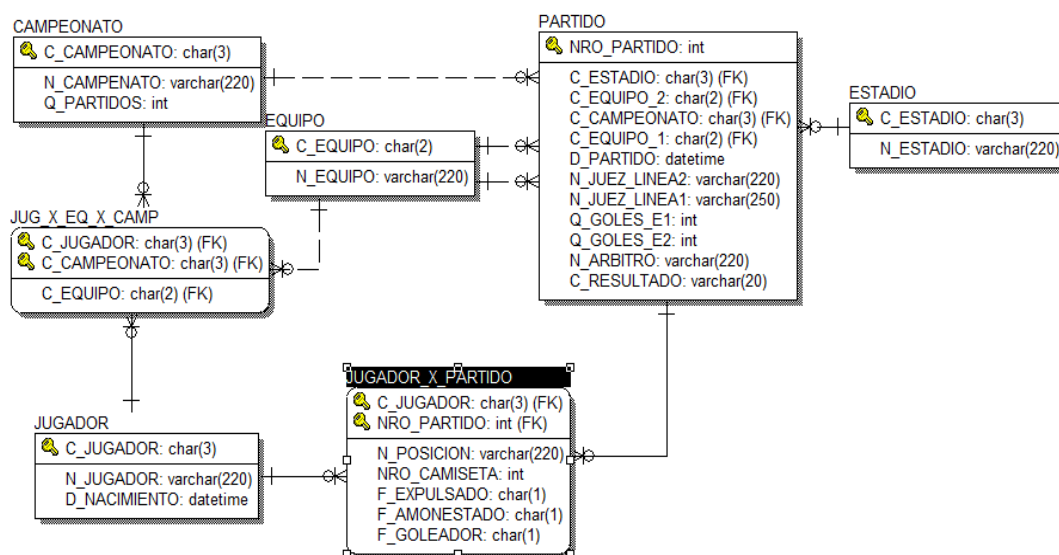 CAMPEONATO
C_CAMPEONATO: char(3)
N_CAMPENATO: varchar(220)
Q_PARTIDOS: int
EQUIPO
C_EQUIPO: char(2)
N_EQUIPO: varchar(220)
PARTIDO
NRO_PARTIDO: int
C_ESTADIO: char(3) (FK)
C_EQUIPO_2: char(2) (FK)
C_CAMPEONATO: char(3) (FK)
C_EQUIPO_1: char(2) (FK)
D_PARTIDO: datetime
N_JUEZ_LINEA2: varchar(220)
N_JUEZ_LINEA1: varchar(250)
Q_GOLES_E1: int
Q_GOLES_E2: int
N_ARBITRO: varchar(220)
C_RESULTADO: varchar(20)
ESTADIO
C_ESTADIO: char(3)
N_ESTADIO: varchar(220)
JUG_X_EQ_X_CAMP
C_JUGADOR: char(3) (FK)
C_CAMPEONATO: char(3) (FK)
C_EQUIPO: char(2) (FK)
JUGADOR
C_JUGADOR: char(3)
N_JUGADOR: varchar(220)
D_NACIMIENTO: datetime
JUGADOR_X_PARTIDO
C_JUGADOR: char(3) (FK)
NRO_PARTIDO: int (FK)
N_POSICION: varchar(220)
NRO_CAMISETA: int
F_EXPULSADO: char(1)
F_AMONESTADO: char(1)
F_GOLEADOR: char(1)